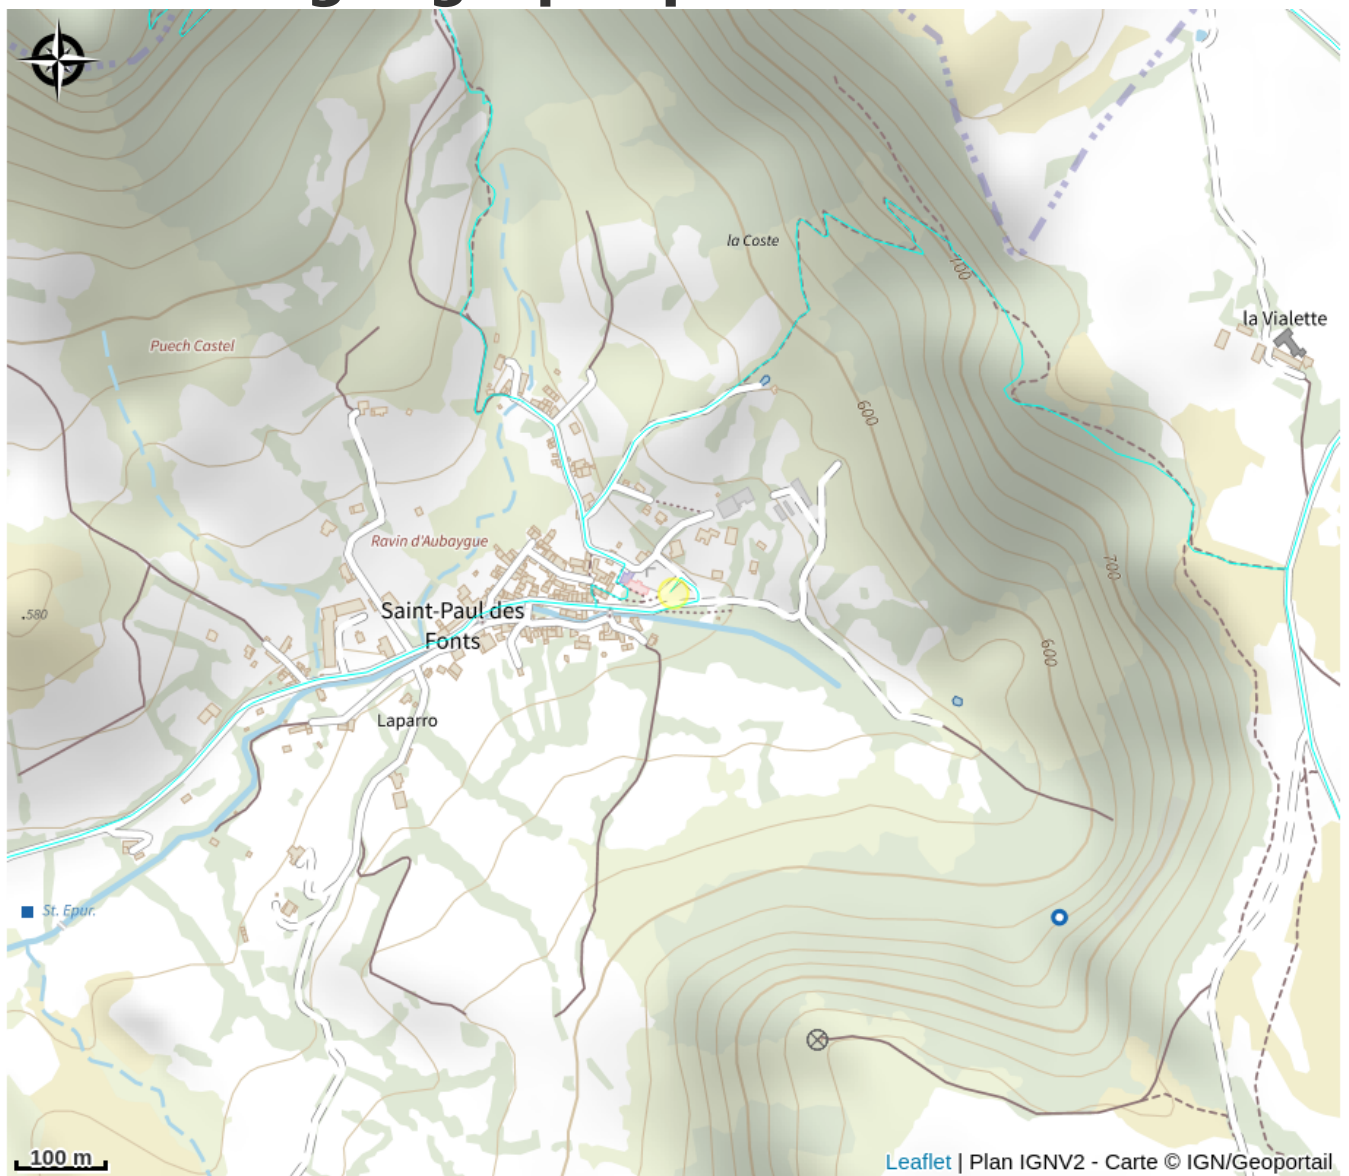 la Coste
700
la Vialette
Puech Castel
600
Ravin d'Aubaygue
700
Saint-Paul des
Fonts
.580
600
Laparro
St. Epur.
100 m
Leaflet | Plan IGNV2 - Carte © IGN/Geoportail